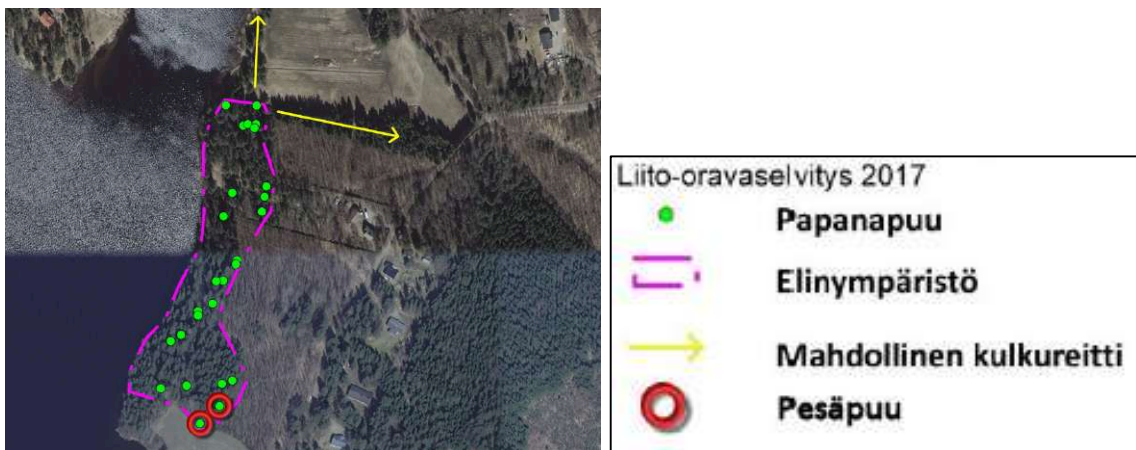 Liito-oravaselvitys 2017
Papanapuu
Elinympäristö
Mahdollinen kulkureitti
Pesäpuu